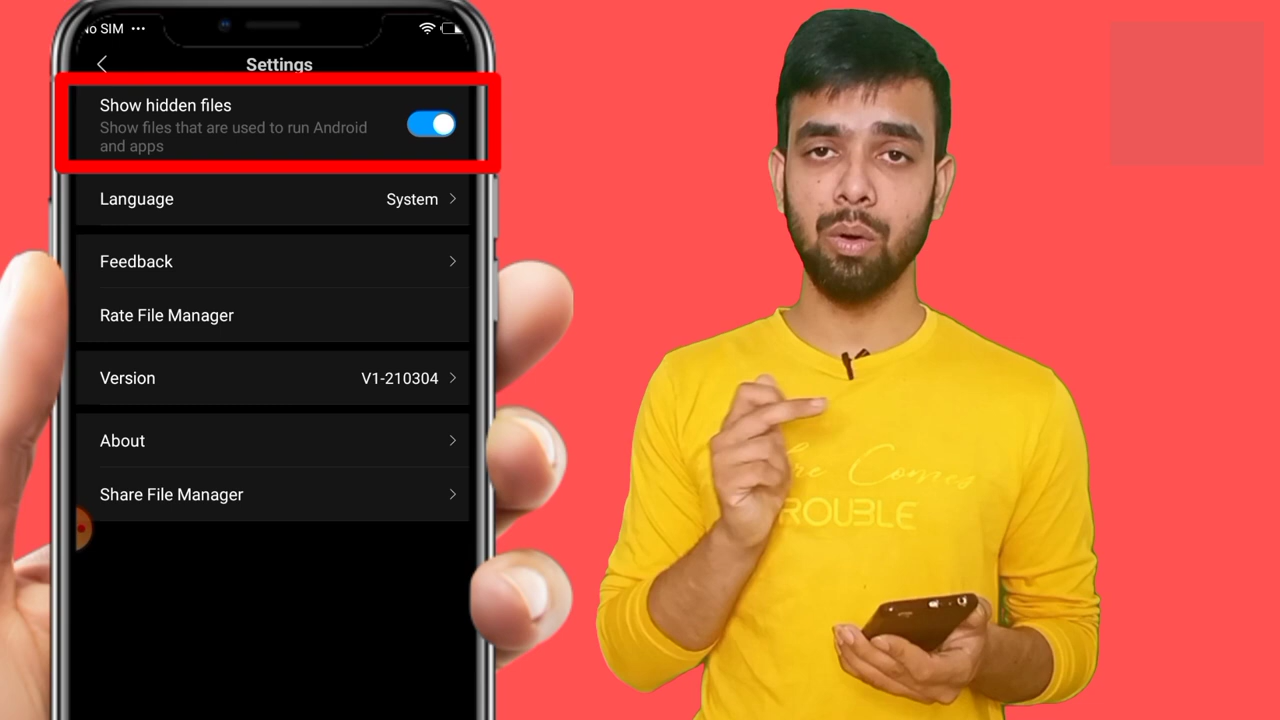 No SIM
Settings
Show hidden files
Show files that are used to run Android
and apps
Language System
Feedback
Rate File Manager
Version V1-210304
About
Share File Manager
Comes
ROUBLE